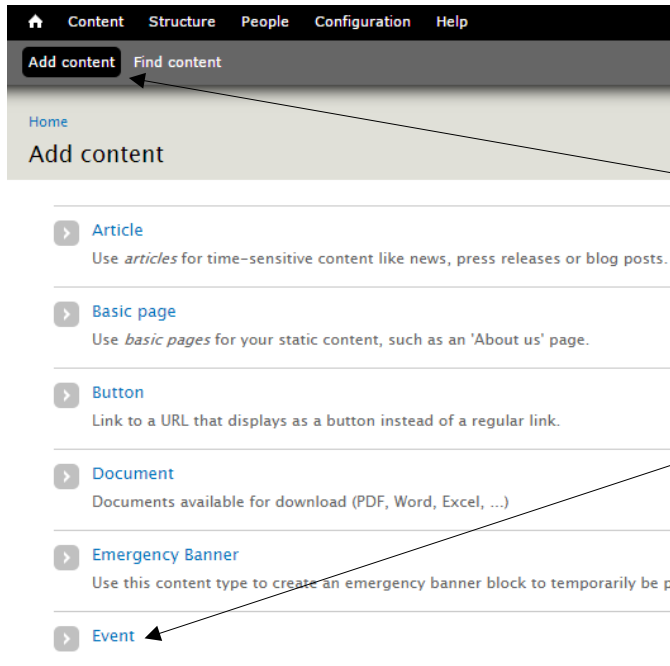 Content Structure People Configuration Help
Add content Find content
Home
Add content
Article
Use articles for time-sensitive content like news, press releases or blog posts.
Basic page
Use basic pages for your static content, such as an 'About us' page.
Button
Link to a URL that displays as a button instead of a regular link.
Document
Documents available for download (PDF, Word, Excel, ...)
Emergency Banner
Use this content type to create an emergency banner block to temporarily be
Event